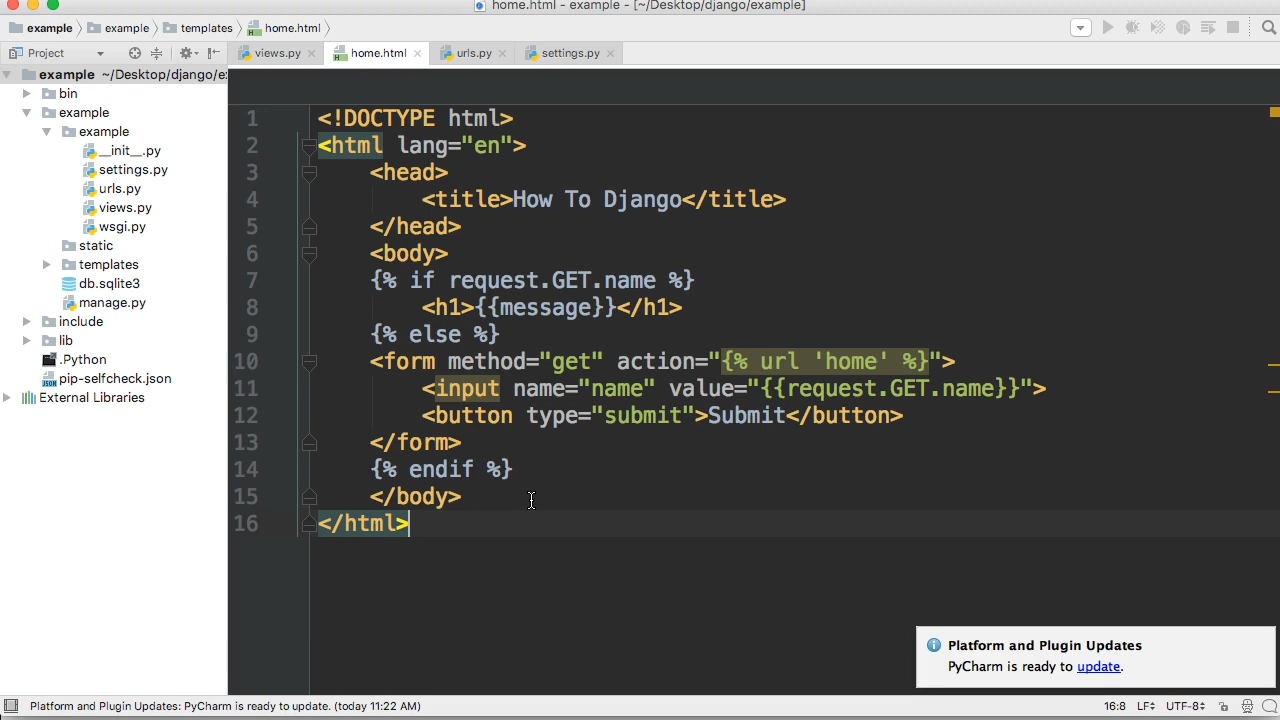 home.html - example - [~/Desktop/django/example]
example example templates home.html
Project
views.py home.html urls.py settings.py
example ~/Desktop/django/e
bin
example
example
__init__.py
settings.py
urls.py
views.py
wsgi.py
static
templates
db.sqlite3
manage.py
include
lib
.Python
pip-selfcheck.json
External Libraries
1 <!DOCTYPE html>
2 <html lang="en">
3 <head>
4 <title>How To Django</title>
5 </head>
6 <body>
7 {% if request.GET.name %}
8 <h1>{{message}}</h1>
9 {% else %}
10 <form method="get" action="{% url 'home' %}">
11 <input name="name" value="{{request.GET.name}}">
12 <button type="submit">Submit</button>
13 </form>
14 {% endif %}
15 </body>
16 </html>
Platform and Plugin Updates
PyCharm is ready to update.
Platform and Plugin Updates: PyCharm is ready to update. (today 11:22 AM) 16:8 LF UTF-8